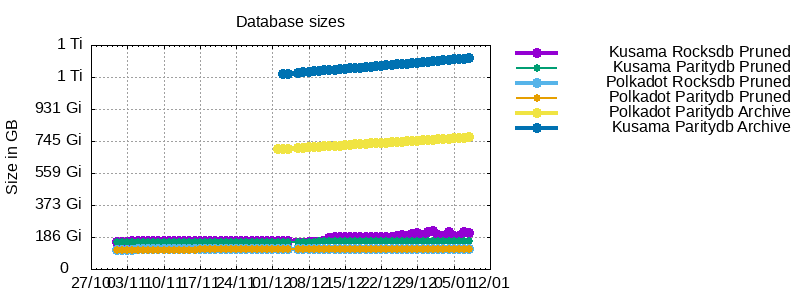 Database sizes
1 Ti
1 Ti
931 Gi
745 Gi
559 Gi
373 Gi
186 Gi
0
Size in GB
27/10 03/11 10/11 17/11 24/11 01/12 08/12 15/12 22/12 29/12 05/01 12/01
Kusama Rocksdb Pruned
Kusama Paritydb Pruned
Polkadot Rocksdb Pruned
Polkadot Paritydb Pruned
Polkadot Paritydb Archive
Kusama Paritydb Archive